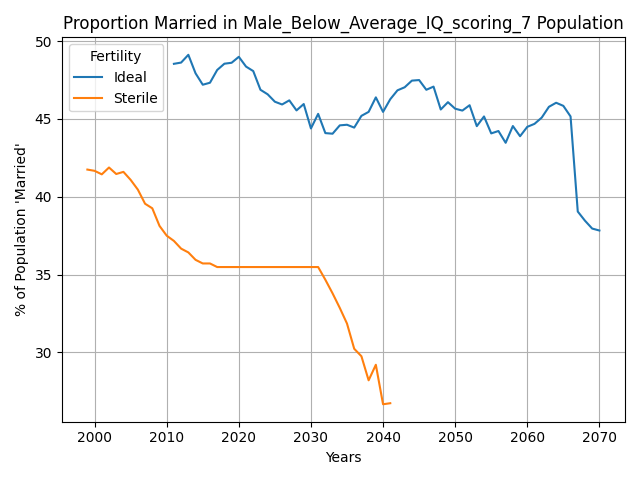 Proportion Married in Male_Below_Average_IQ_scoring_7 Population
% of Population 'Married'
Fertility
Ideal
Sterile
50
45
40
35
30
2000
2010
2020
2030
2040
2050
2060
2070
Years